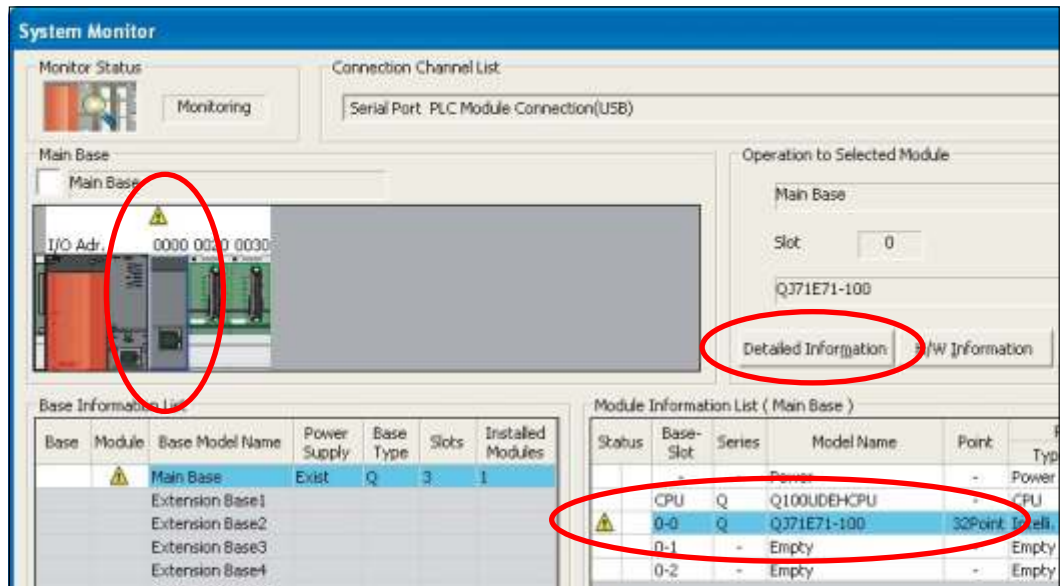 System Monitor
Monitor Status
Connection Channel List
Monitoring
Serial Port PLC Module Connection(USB)
Main Base
Operation to Selected Module
Main Base
Main Base
I/O Adr. 0000 0020 0030
Slot 0
QJ71E71-100
Detailed Information
H/W Information
Base Information List
Module Information List ( Main Base )
Base Module Base Model Name Power Supply Base Type Slots Installed Modules
Status Base-Slot Series Model Name Point Typ
Main Base Exist Q 3 1
- - Power - Power
Extension Base1
CPU Q Q100UDEHCPU - CPU
Extension Base2
0-0 Q QJ71E71-100 32Point Intelli.
Extension Base3
0-1 - Empty - Empty
Extension Base4
0-2 - Empty - Empty